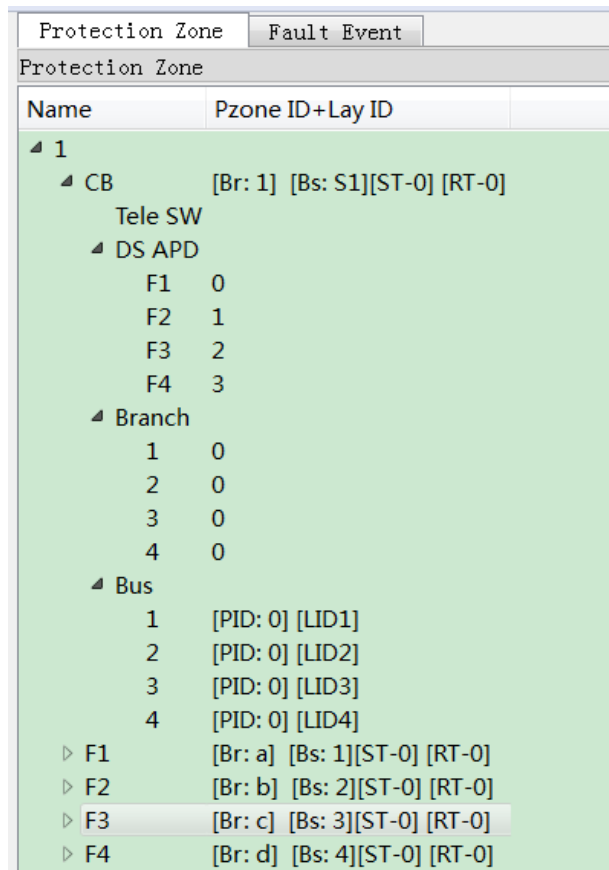 Protection Zone Fault Event
Protection Zone
Name Pzone ID+Lay ID
1
CB [Br: 1] [Bs: S1][ST-0] [RT-0]
Tele SW
DS APD
F1 0
F2 1
F3 2
F4 3
Branch
1 0
2 0
3 0
4 0
Bus
1 [PID: 0] [LID1]
2 [PID: 0] [LID2]
3 [PID: 0] [LID3]
4 [PID: 0] [LID4]
F1 [Br: a] [Bs: 1][ST-0] [RT-0]
F2 [Br: b] [Bs: 2][ST-0] [RT-0]
F3 [Br: c] [Bs: 3][ST-0] [RT-0]
F4 [Br: d] [Bs: 4][ST-0] [RT-0]